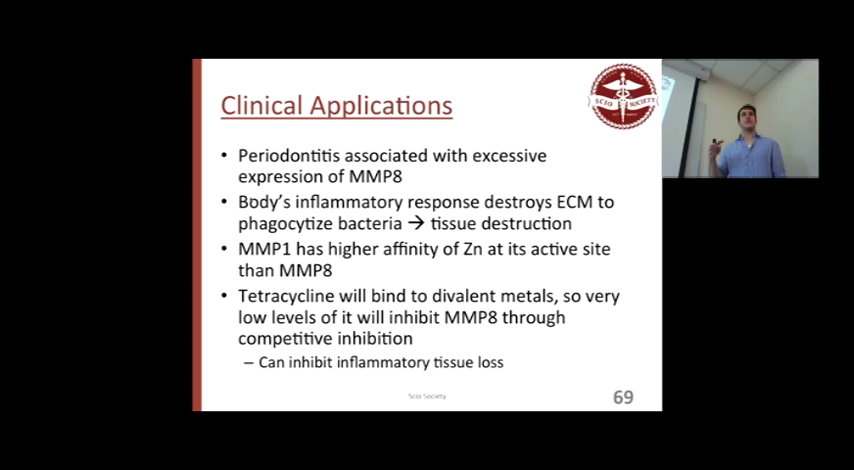 Clinical Applications
SCIO SOCIETY
• Periodontitis associated with excessive
expression of MMP8
• Body's inflammatory response destroys ECM to
phagocytize bacteria → tissue destruction
• MMP1 has higher affinity of Zn at its active site
than MMP8
• Tetracycline will bind to divalent metals, so very
low levels of it will inhibit MMP8 through
competitive inhibition
– Can inhibit inflammatory tissue loss
Scio Society
69